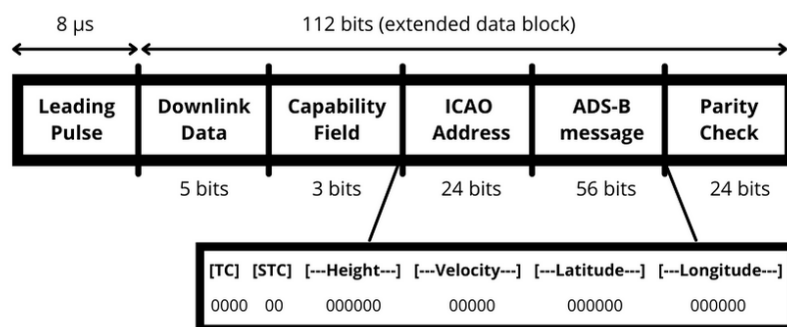 8 µs 112 bits (extended data block)
Leading Pulse
Downlink Data
Capability Field
ICAO Address
ADS-B message
Parity Check
5 bits 3 bits 24 bits 56 bits 24 bits
[TC] [STC] [---Height---] [---Velocity---] [---Latitude---] [---Longitude---]
0000 00 000000 00000 000000 000000